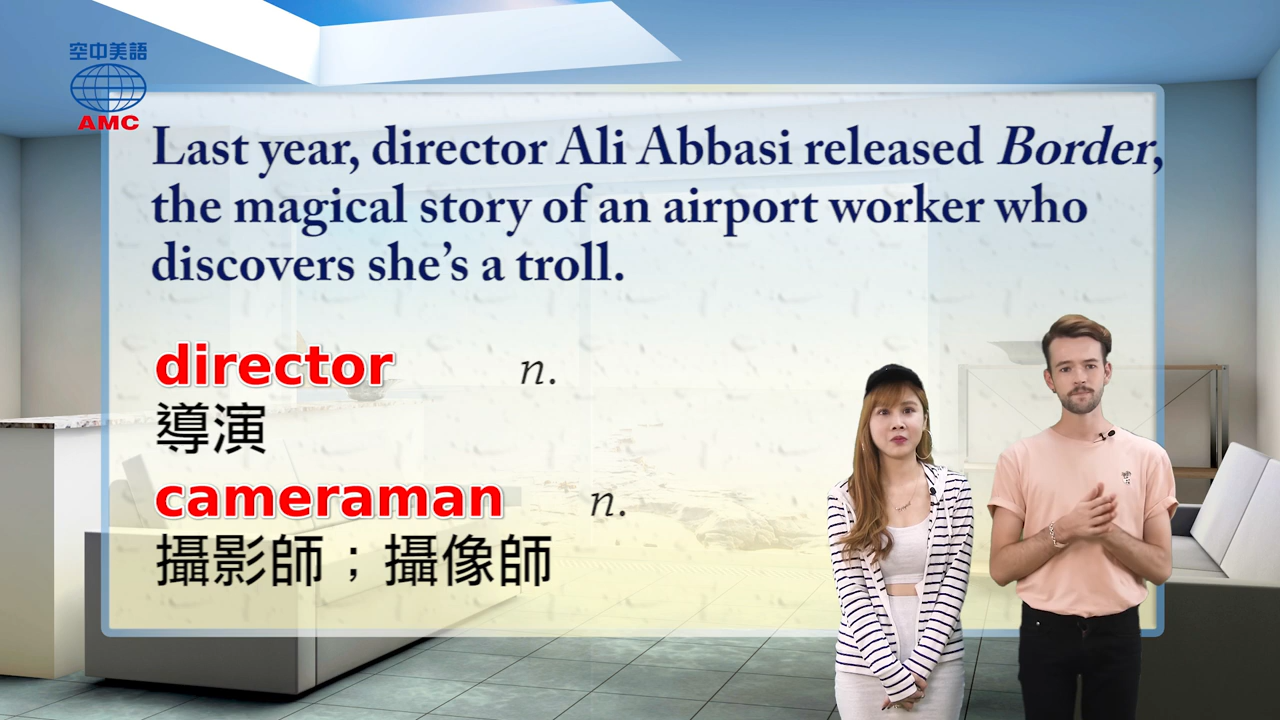 空中美語
AMC
Last year, director Ali Abbasi released Border,
the magical story of an airport worker who
discovers she's a troll.
director n.
導演
cameraman n.
攝影師；攝像師